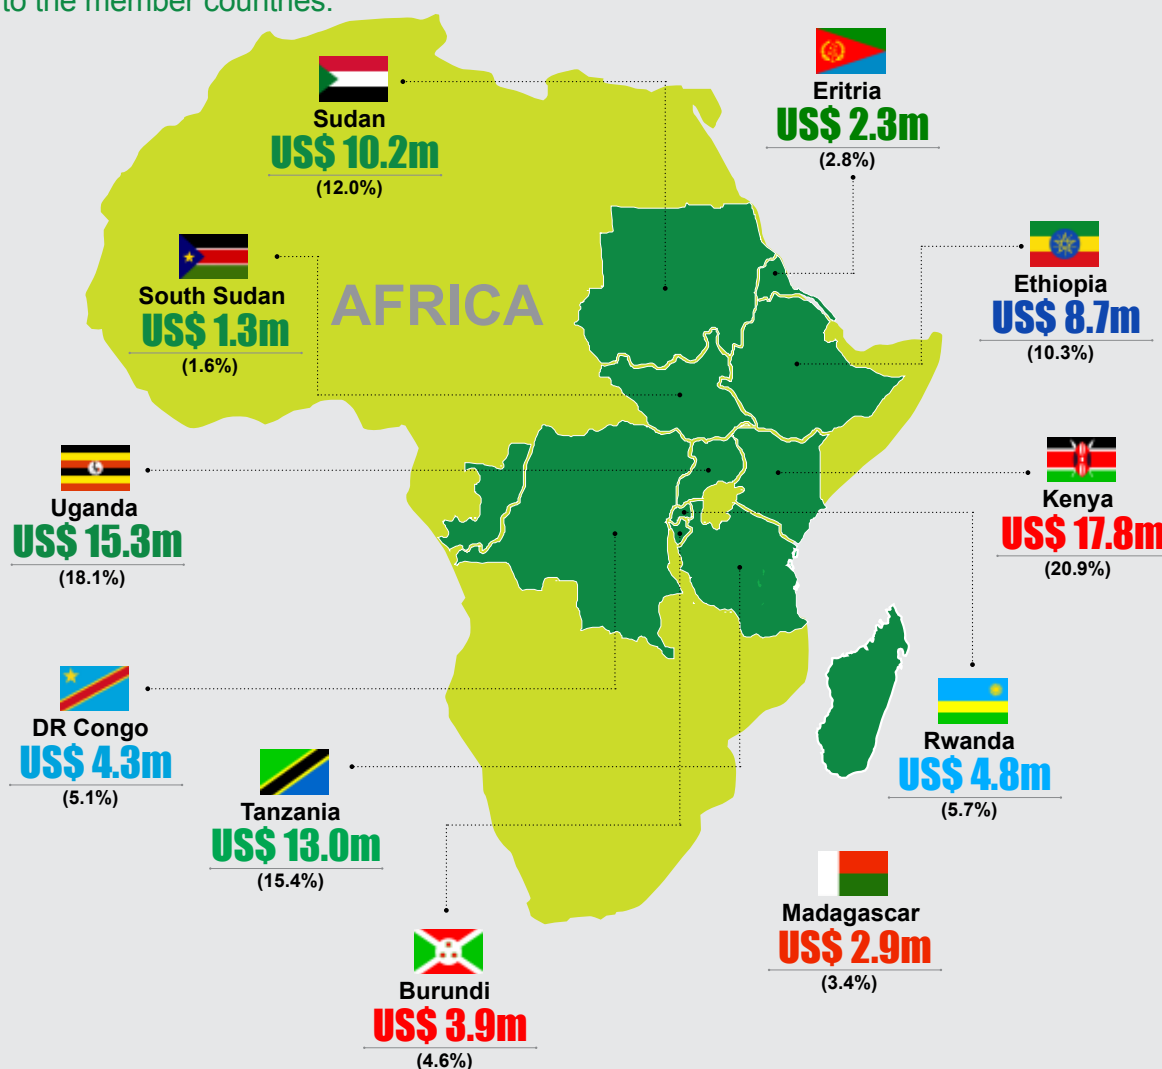 to the member countries.
Sudan
US$ 10.2m
(12.0%)
Eritria
US$ 2.3m
(2.8%)
South Sudan
US$ 1.3m
(1.6%)
AFRICA
Ethiopia
US$ 8.7m
(10.3%)
Uganda
US$ 15.3m
(18.1%)
Kenya
US$ 17.8m
(20.9%)
DR Congo
US$ 4.3m
(5.1%)
Tanzania
US$ 13.0m
(15.4%)
Rwanda
US$ 4.8m
(5.7%)
Madagascar
US$ 2.9m
(3.4%)
Burundi
US$ 3.9m
(4.6%)